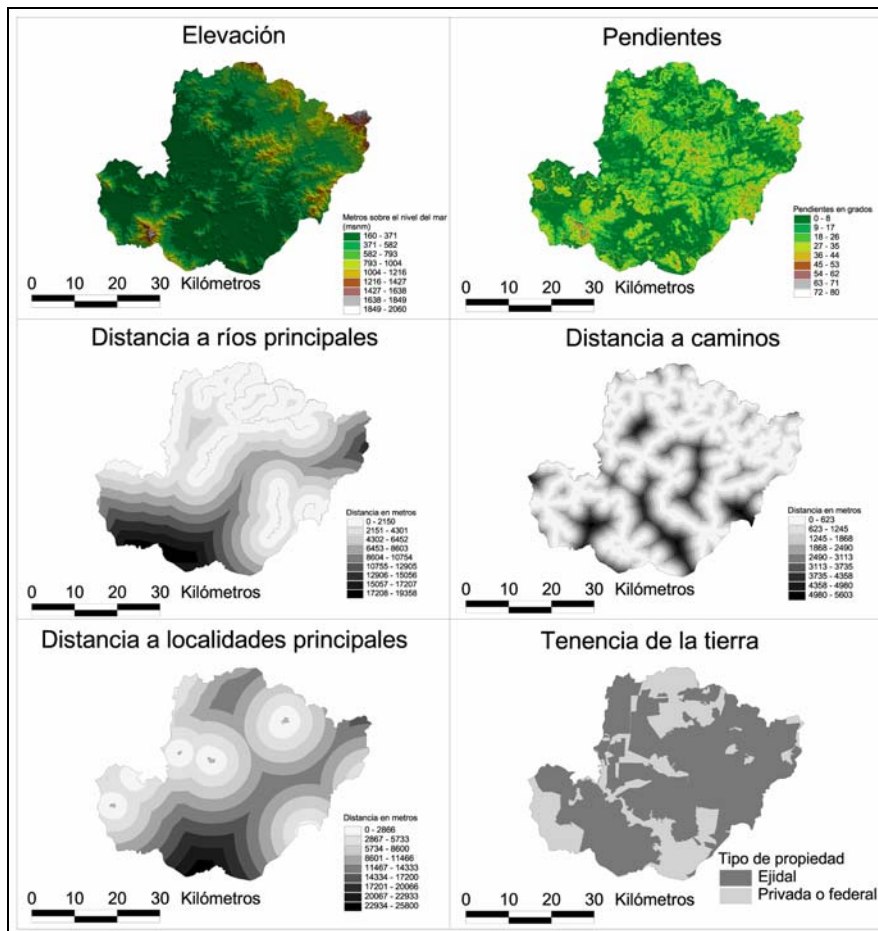 Elevación
Metros sobre el nivel del mar
(msnm)
160 - 371
371 - 582
582 - 793
793 - 1004
1004 - 1216
1216 - 1427
1427 - 1638
1638 - 1849
1849 - 2060
0 10 20 30 Kilómetros
Pendientes
Pendientes en grados
0 - 8
9 - 17
18 - 26
27 - 35
36 - 44
45 - 53
54 - 62
63 - 71
72 - 80
0 10 20 30 Kilómetros
Distancia a ríos principales
Distancia en metros
0 - 2150
2151 - 4301
4302 - 6452
6453 - 8603
8604 - 10754
10755 - 12905
12906 - 15056
15057 - 17207
17208 - 19358
0 10 20 30 Kilómetros
Distancia a caminos
Distancia en metros
0 - 623
623 - 1245
1245 - 1868
1868 - 2490
2490 - 3113
3113 - 3735
3735 - 4358
4358 - 4980
4980 - 5603
0 10 20 30 Kilómetros
Distancia a localidades principales
Distancia en metros
0 - 2866
2867 - 5733
5734 - 8600
8601 - 11466
11467 - 14333
14334 - 17200
17201 - 20066
20067 - 22933
22934 - 25800
0 10 20 30 Kilómetros
Tenencia de la tierra
Tipo de propiedad
Ejidal
Privada o federal
0 10 20 30 Kilómetros